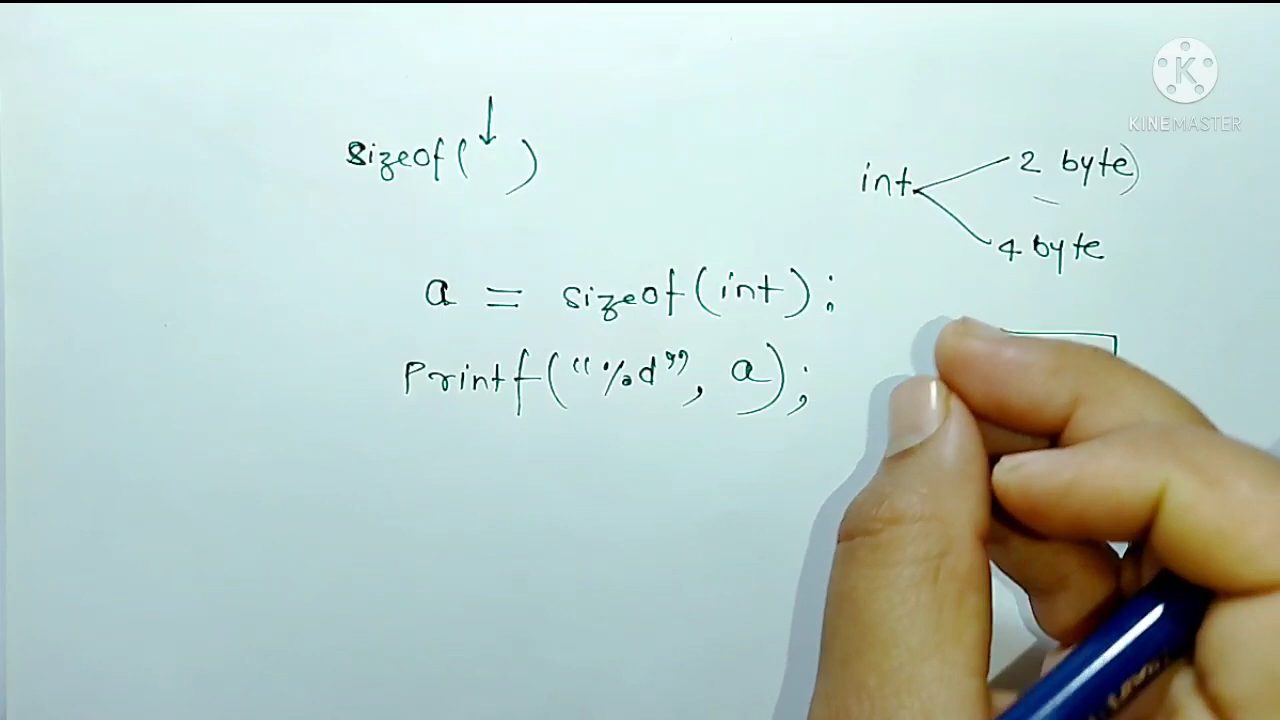 sizeof( )
int
2 byte)
4 byte
a = sizeof(int);
Printf("%d", a);
K
KINEMASTER